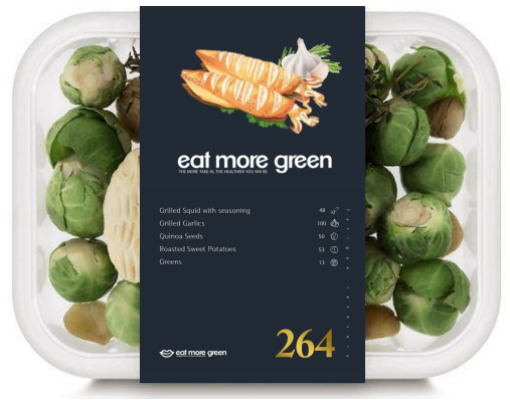 eat more green
THE MORE TAKE IN, THE HEALTHIER YOU WILL BE
Grilled Squid with seasoning 48
Grilled Garlics 100
Quinoa Seeds 50
Roasted Sweet Potatoes 53
Greens 13
eat more green
264